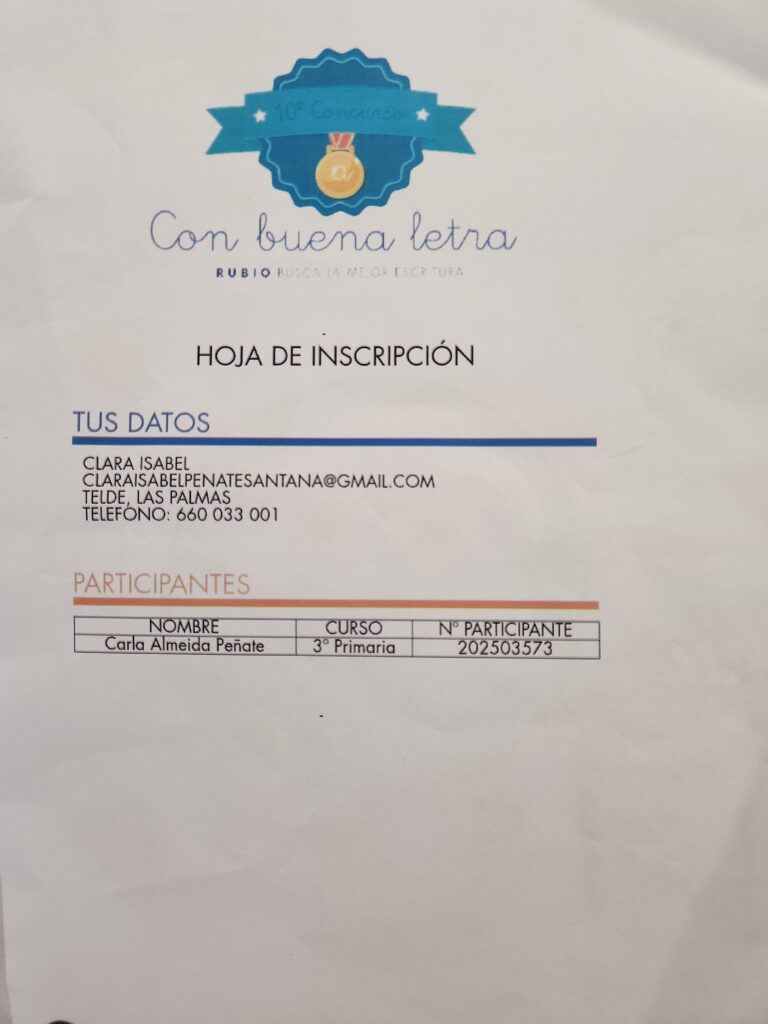 10º Concurso
a
Con buena letra
RUBIO BUSCA LA MEJOR ESCRITURA
HOJA DE INSCRIPCIÓN
TUS DATOS
CLARA ISABEL
CLARAISABELPENATESANTANA@GMAIL.COM
TELDE, LAS PALMAS
TELEFONO: 660 033 001
PARTICIPANTES
NOMBRE CURSO Nº PARTICIPANTE
Carla Almeida Peñate 3º Primaria 202503573